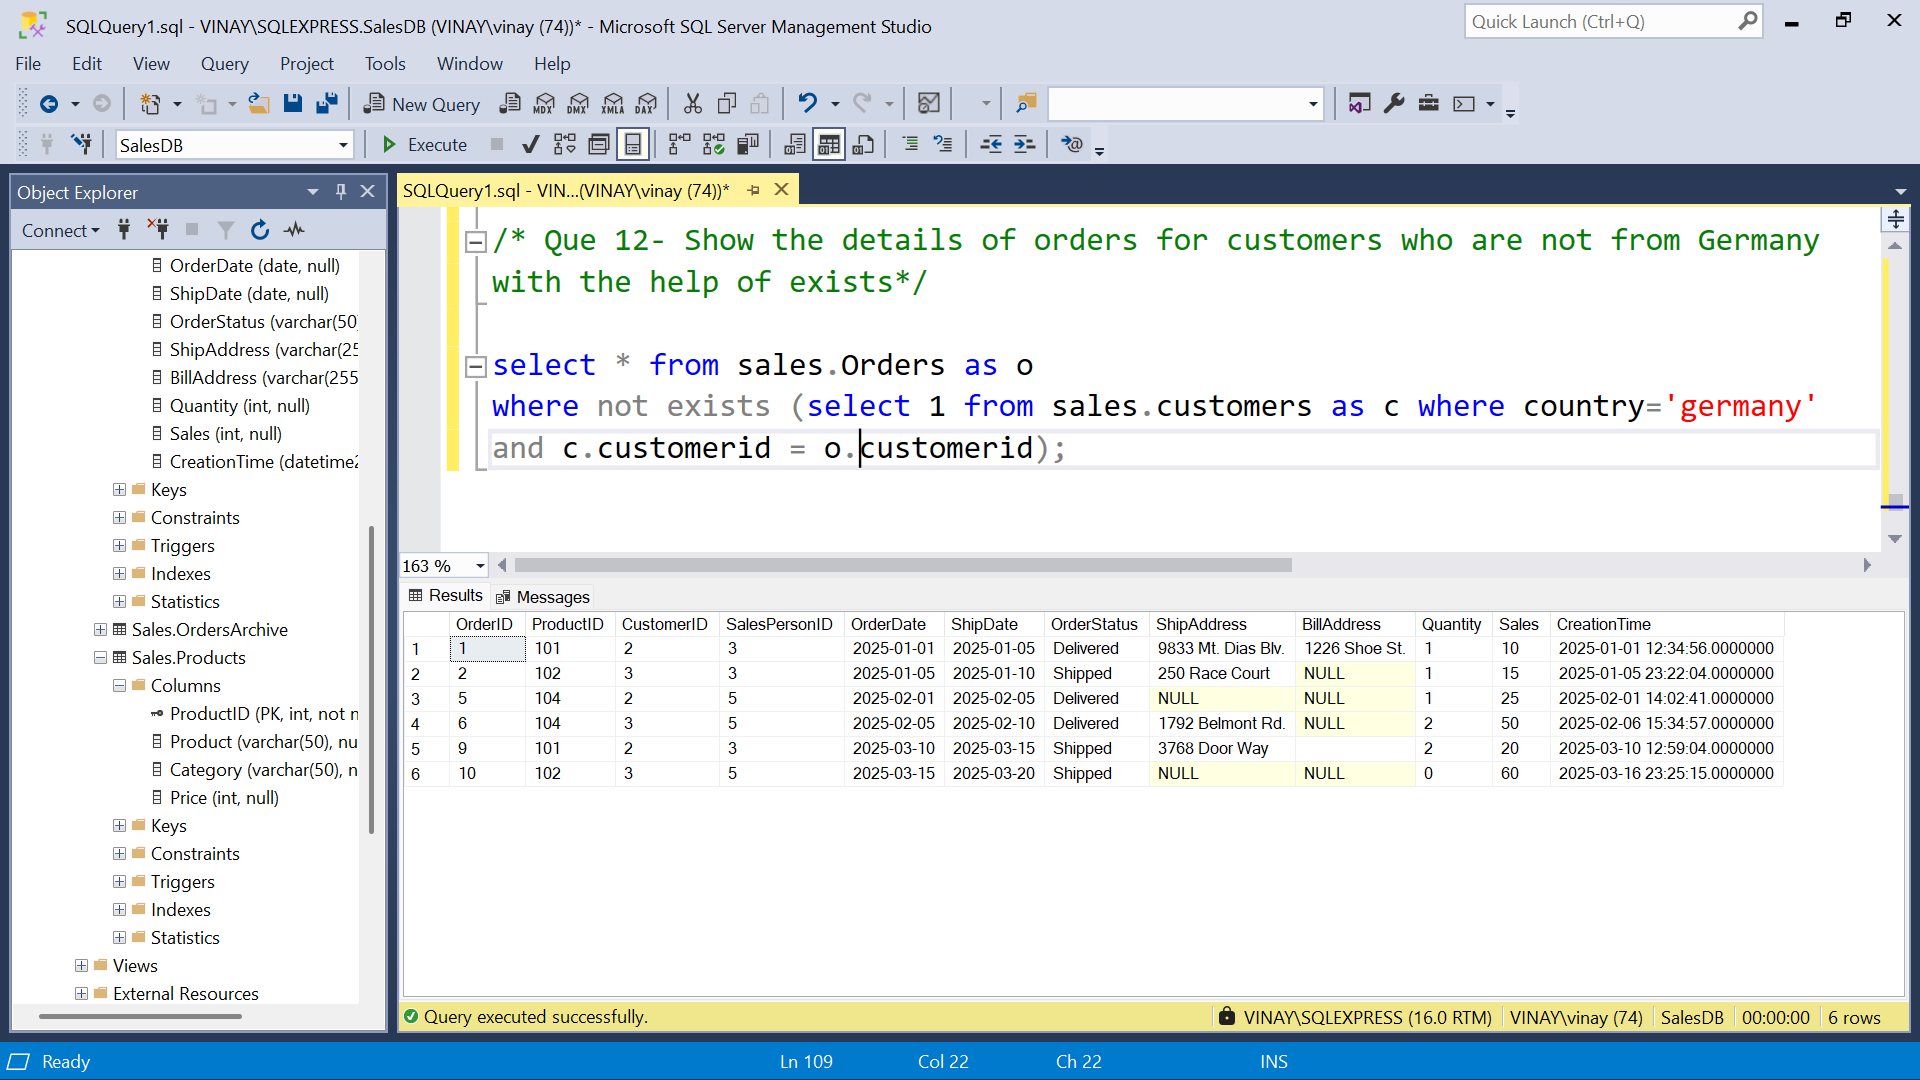 SQLQuery1.sql - VINAY\SQLEXPRESS.SalesDB (VINAY\vinay (74))* - Microsoft SQL Server Management Studio
Quick Launch (Ctrl+Q)
File Edit View Query Project Tools Window Help
New Query MDX DMX XMLA DAX
SalesDB Execute
Object Explorer
Connect
OrderDate (date, null)
ShipDate (date, null)
OrderStatus (varchar(50)
ShipAddress (varchar(25
BillAddress (varchar(255
Quantity (int, null)
Sales (int, null)
CreationTime (datetime2
Keys
Constraints
Triggers
Indexes
Statistics
Sales.OrdersArchive
Sales.Products
Columns
ProductID (PK, int, not n
Product (varchar(50), nu
Category (varchar(50), n
Price (int, null)
Keys
Constraints
Triggers
Indexes
Statistics
Views
External Resources
SQLQuery1.sql - VIN...(VINAY\vinay (74))*
/* Que 12- Show the details of orders for customers who are not from Germany
with the help of exists*/
select * from sales.Orders as o
where not exists (select 1 from sales.customers as c where country='germany'
and c.customerid = o.customerid);
163 %
Results Messages
OrderID ProductID CustomerID SalesPersonID OrderDate ShipDate OrderStatus ShipAddress BillAddress Quantity Sales CreationTime
1 1 101 2 3 2025-01-01 2025-01-05 Delivered 9833 Mt. Dias Blv. 1226 Shoe St. 1 10 2025-01-01 12:34:56.0000000
2 2 102 3 3 2025-01-05 2025-01-10 Shipped 250 Race Court NULL 1 15 2025-01-05 23:22:04.0000000
3 5 104 2 5 2025-02-01 2025-02-05 Delivered NULL NULL 1 25 2025-02-01 14:02:41.0000000
4 6 104 3 5 2025-02-05 2025-02-10 Delivered 1792 Belmont Rd. NULL 2 50 2025-02-06 15:34:57.0000000
5 9 101 2 3 2025-03-10 2025-03-15 Shipped 3768 Door Way 2 20 2025-03-10 12:59:04.0000000
6 10 102 3 5 2025-03-15 2025-03-20 Shipped NULL NULL 0 60 2025-03-16 23:25:15.0000000
Query executed successfully. VINAY\SQLEXPRESS (16.0 RTM) VINAY\vinay (74) SalesDB 00:00:00 6 rows
Ready Ln 109 Col 22 Ch 22 INS